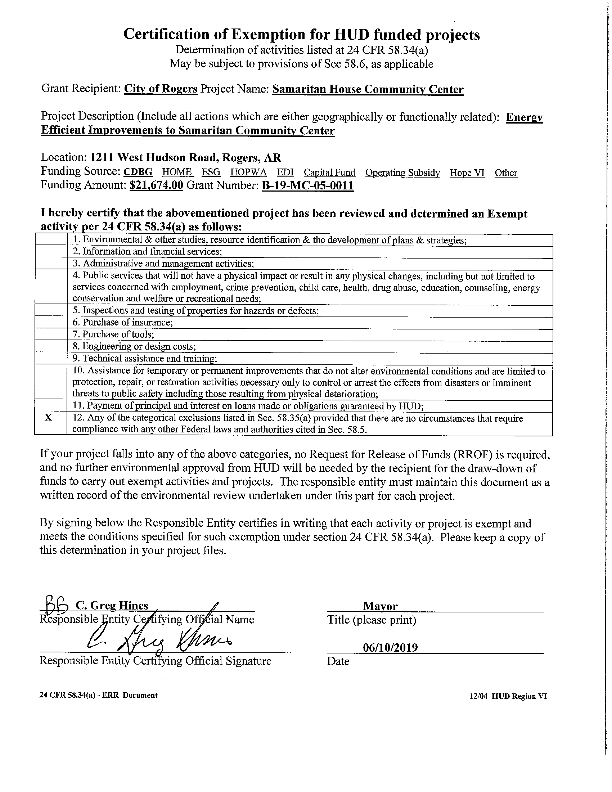 Certification of Exemption for HUD funded projects
Determination of activities listed at 24 CFR 58.34(a)
May be subject to provisions of Sec 58.6, as applicable
Grant Recipient: City of Rogers Project Name: Samaritan House Community Center
Project Description (Include all actions which are either geographically or functionally related): Energy
Efficient Improvements to Samaritan Community Center
Location: 1211 West Hudson Road, Rogers, AR
Funding Source: CDBG HOME ESG HOPWA EDI Capital Fund Operating Subsidy Hope VI Other
Funding Amount: $21,674.00 Grant Number: B-19-MC-05-0011
I hereby certify that the abovementioned project has been reviewed and determined an Exempt
activity per 24 CFR 58.34(a) as follows:
1. Environmental & other studies, resource identification & the development of plans & strategies;
2. Information and financial services;
3. Administrative and management activities;
4. Public services that will not have a physical impact or result in any physical changes, including but not limited to
services concerned with employment, crime prevention, child care, health, drug abuse, education, counseling, energy
conservation and welfare or recreational needs;
5. Inspections and testing of properties for hazards or defects;
6. Purchase of insurance;
7. Purchase of tools;
8. Engineering or design costs;
9. Technical assistance and training;
10. Assistance for temporary or permanent improvements that do not alter environmental conditions and are limited to
protection, repair, or restoration activities necessary only to control or arrest the effects from disasters or imminent
threats to public safety including those resulting from physical deterioration;
11. Payment of principal and interest on loans made or obligations guaranteed by HUD;
X 12. Any of the categorical exclusions listed in Sec. 58.35(a) provided that there are no circumstances that require
compliance with any other Federal laws and authorities cited in Sec. 58.5.
If your project falls into any of the above categories, no Request for Release of Funds (RROF) is required,
and no further environmental approval from HUD will be needed by the recipient for the draw-down of
funds to carry out exempt activities and projects. The responsible entity must maintain this document as a
written record of the environmental review undertaken under this part for each project.
By signing below the Responsible Entity certifies in writing that each activity or project is exempt and
meets the conditions specified for such exemption under section 24 CFR 58.34(a). Please keep a copy of
this determination in your project files.
C. Greg Hines Mayor
Responsible Entity Certifying Official Name Title (please print)
C. Greg Hines 06/10/2019
Responsible Entity Certifying Official Signature Date
24 CFR 58.34(a) - ERR Document 12/04 HUD Region VI